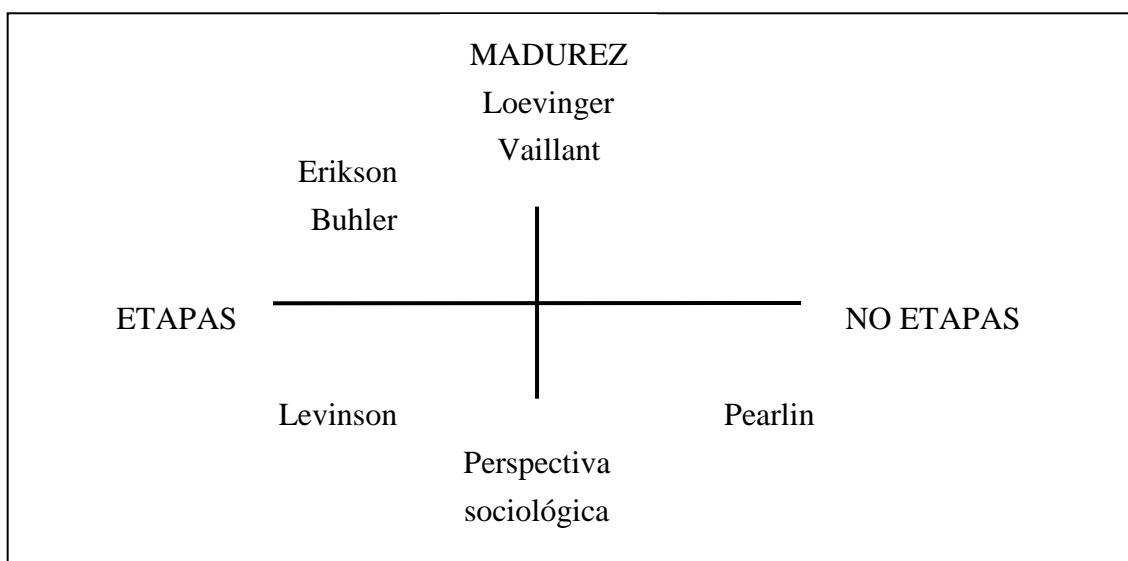 MADUREZ
Loevinger
Vaillant
Erikson
Buhler
ETAPAS
NO ETAPAS
Levinson
Pearlin
Perspectiva
sociológica